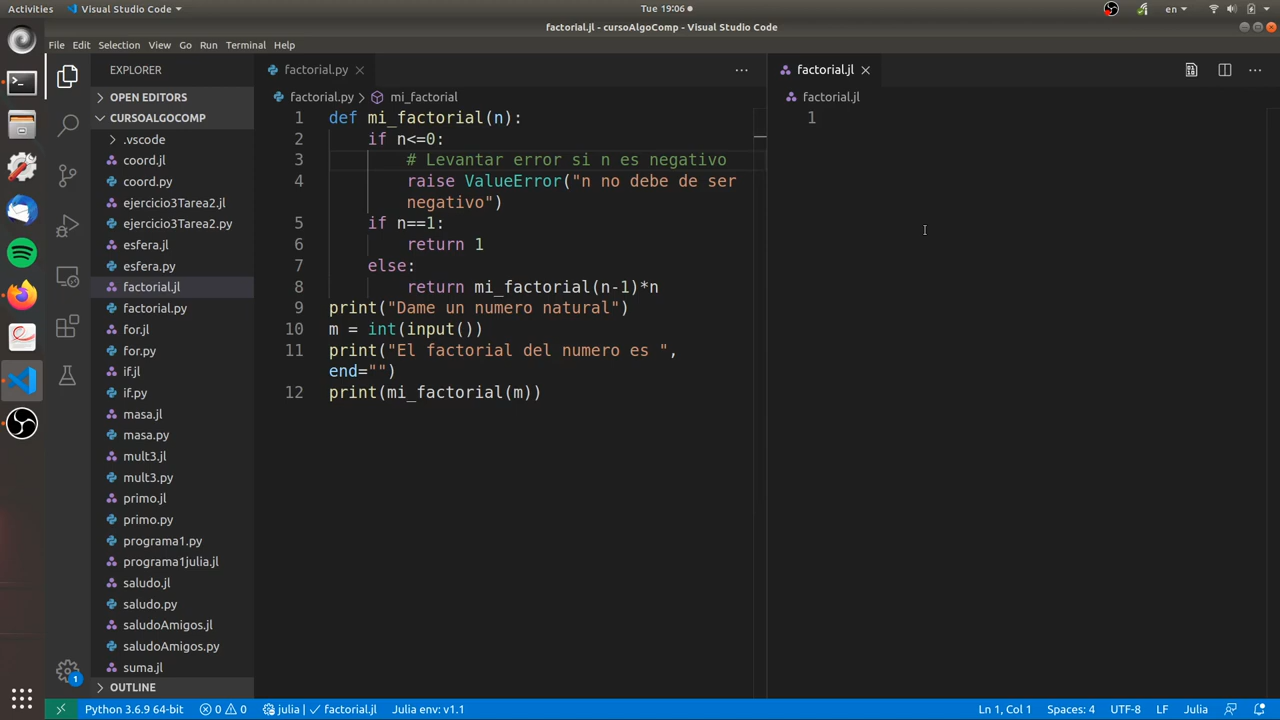 Activities Visual Studio Code Tue 19:06 en
factorial.jl - cursoAlgoComp - Visual Studio Code
File Edit Selection View Go Run Terminal Help
EXPLORER
OPEN EDITORS
CURSOALGOCOMP
.vscode
coord.jl
coord.py
ejercicio3Tarea2.jl
ejercicio3Tarea2.py
esfera.jl
esfera.py
factorial.jl
factorial.py
for.jl
for.py
if.jl
if.py
masa.jl
masa.py
mult3.jl
mult3.py
primo.jl
primo.py
programa1.py
programa1julia.jl
saludo.jl
saludo.py
saludoAmigos.jl
saludoAmigos.py
suma.jl
OUTLINE
factorial.py
factorial.py > mi_factorial
1 def mi_factorial(n):
2 if n<=0:
3 # Levantar error si n es negativo
4 raise ValueError("n no debe de ser
negativo")
5 if n==1:
6 return 1
7 else:
8 return mi_factorial(n-1)*n
9 print("Dame un numero natural")
10 m = int(input())
11 print("El factorial del numero es ",
end="")
12 print(mi_factorial(m))
factorial.jl
factorial.jl
1
1
Python 3.6.9 64-bit 0 0 julia | ✓ factorial.jl Julia env: v1.1 Ln 1, Col 1 Spaces: 4 UTF-8 LF Julia